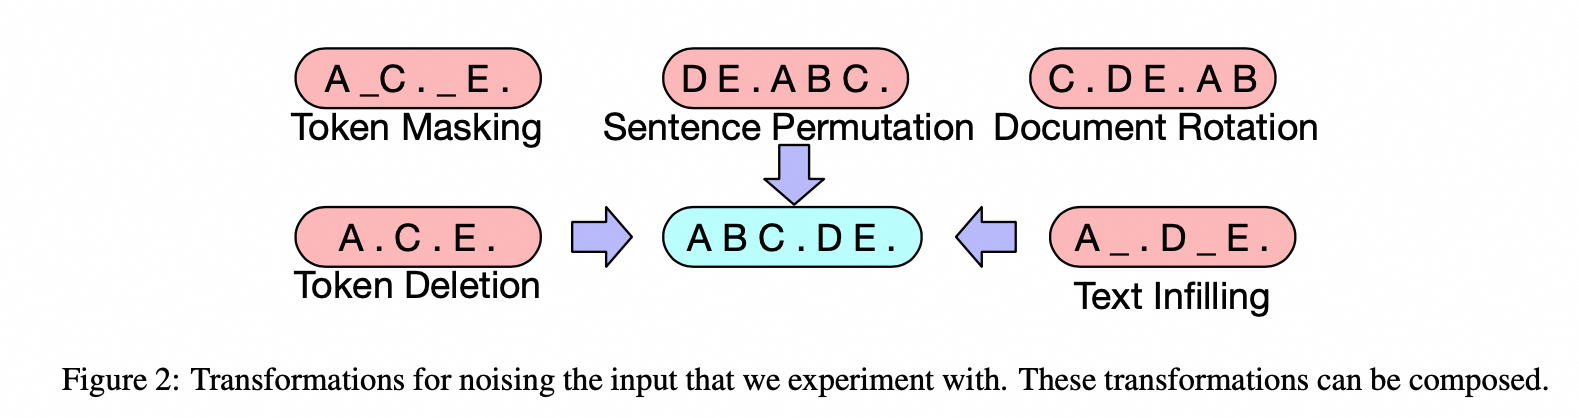 A _ C . _ E .
D E . A B C .
C . D E . A B
Token Masking
Sentence Permutation
Document Rotation
A . C . E .
A B C . D E .
A _ . D _ E .
Token Deletion
Text Infilling
Figure 2: Transformations for noising the input that we experiment with. These transformations can be composed.